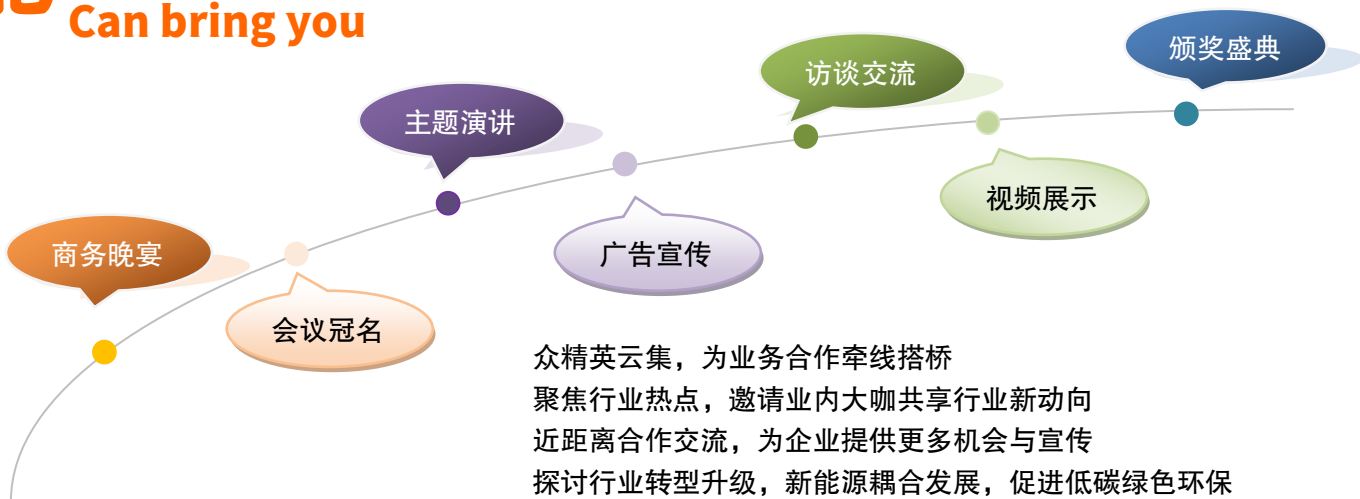 Can bring you
颁奖盛典
访谈交流
主题演讲
视频展示
广告宣传
商务晚宴
会议冠名
众精英云集，为业务合作牵线搭桥
聚焦行业热点，邀请业内大咖共享行业新动向
近距离合作交流，为企业提供更多机会与宣传
探讨行业转型升级，新能源耦合发展，促进低碳绿色环保